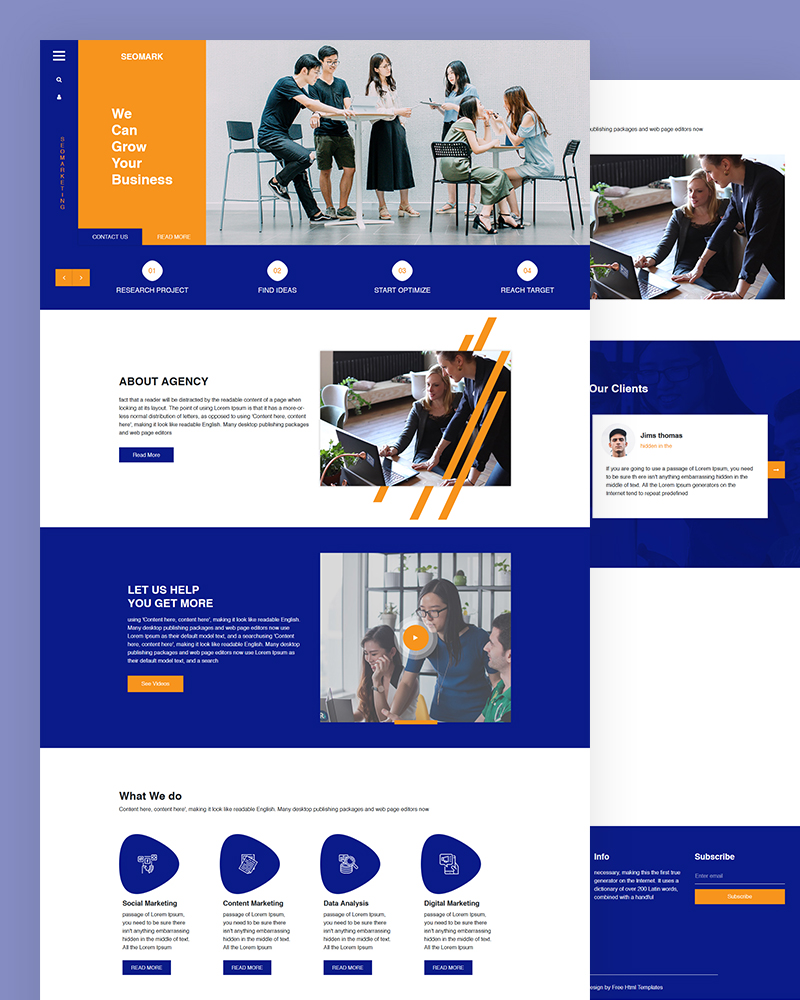 SEOMARK
SEOMARKETING
We
Can
Grow
Your
Business
CONTACT US
READ MORE
01
02
03
04
RESEARCH PROJECT
FIND IDEAS
START OPTIMIZE
REACH TARGET
ABOUT AGENCY
fact that a reader will be distracted by the readable content of a page when
looking at its layout. The point of using Lorem Ipsum is that it has a more-or-
less normal distribution of letters, as opposed to using 'Content here, content
here', making it look like readable English. Many desktop publishing packages
and web page editors
Read More
LET US HELP
YOU GET MORE
using 'Content here, content here', making it look like readable English.
Many desktop publishing packages and web page editors now use
Lorem Ipsum as their default model text, and a searchusing 'Content
here, content here', making it look like readable English. Many desktop
publishing packages and web page editors now use Lorem Ipsum as
their default model text, and a search
See Videos
What We do
Content here, content here', making it look like readable English. Many desktop publishing packages and web page editors now
Social Marketing
passage of Lorem Ipsum,
you need to be sure there
isn't anything embarrassing
hidden in the middle of text.
All the Lorem Ipsum
READ MORE
Content Marketing
passage of Lorem Ipsum,
you need to be sure there
isn't anything embarrassing
hidden in the middle of text.
All the Lorem Ipsum
READ MORE
Data Analysis
passage of Lorem Ipsum,
you need to be sure there
isn't anything embarrassing
hidden in the middle of text.
All the Lorem Ipsum
READ MORE
Digital Marketing
passage of Lorem Ipsum,
you need to be sure there
isn't anything embarrassing
hidden in the middle of text.
All the Lorem Ipsum
READ MORE
publishing packages and web page editors now
Our Clients
Jims thomas
hidden in the
If you are going to use a passage of Lorem Ipsum, you need
to be sure th ere isn't anything embarrassing hidden in the
middle of text. All the Lorem Ipsum generators on the
Internet tend to repeat predefined
Info
necessary, making this the first true
generator on the Internet. It uses a
dictionary of over 200 Latin words,
combined with a handful
Subscribe
Enter email
Subscribe
esign by Free Html Templates